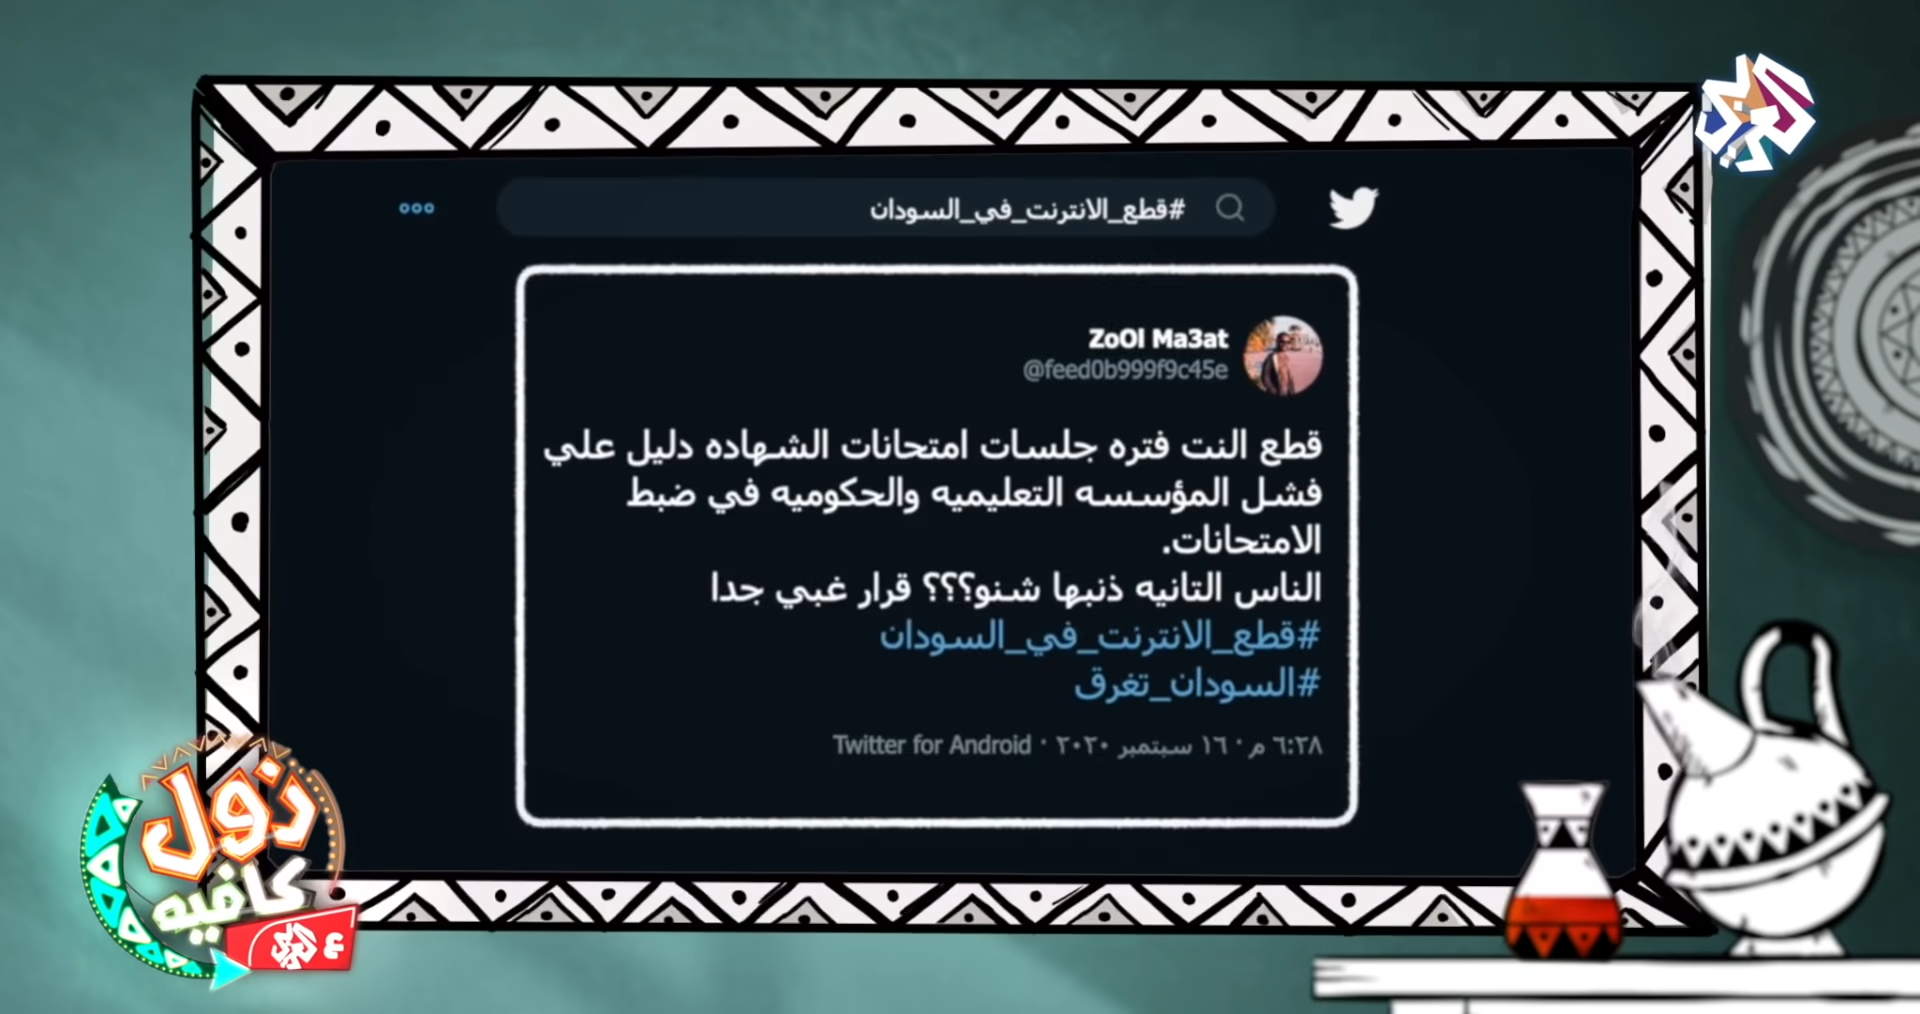 #قطع_الانترنت_في_السودان
ZoOl Ma3at
@feed0b999f9c45e
قطع النت فتره جلسات امتحانات الشهاده دليل علي
فشل المؤسسه التعليميه والحكوميه في ضبط
الامتحانات.
الناس التانيه ذنبها شنو؟؟؟ قرار غبي جدا
#قطع_الانترنت_في_السودان
#السودان_تغرق
٦:٢٨ م · ١٦ سبتمبر ٢٠٢٠ · Twitter for Android
زول
كافيه
العربي
ع
العربي